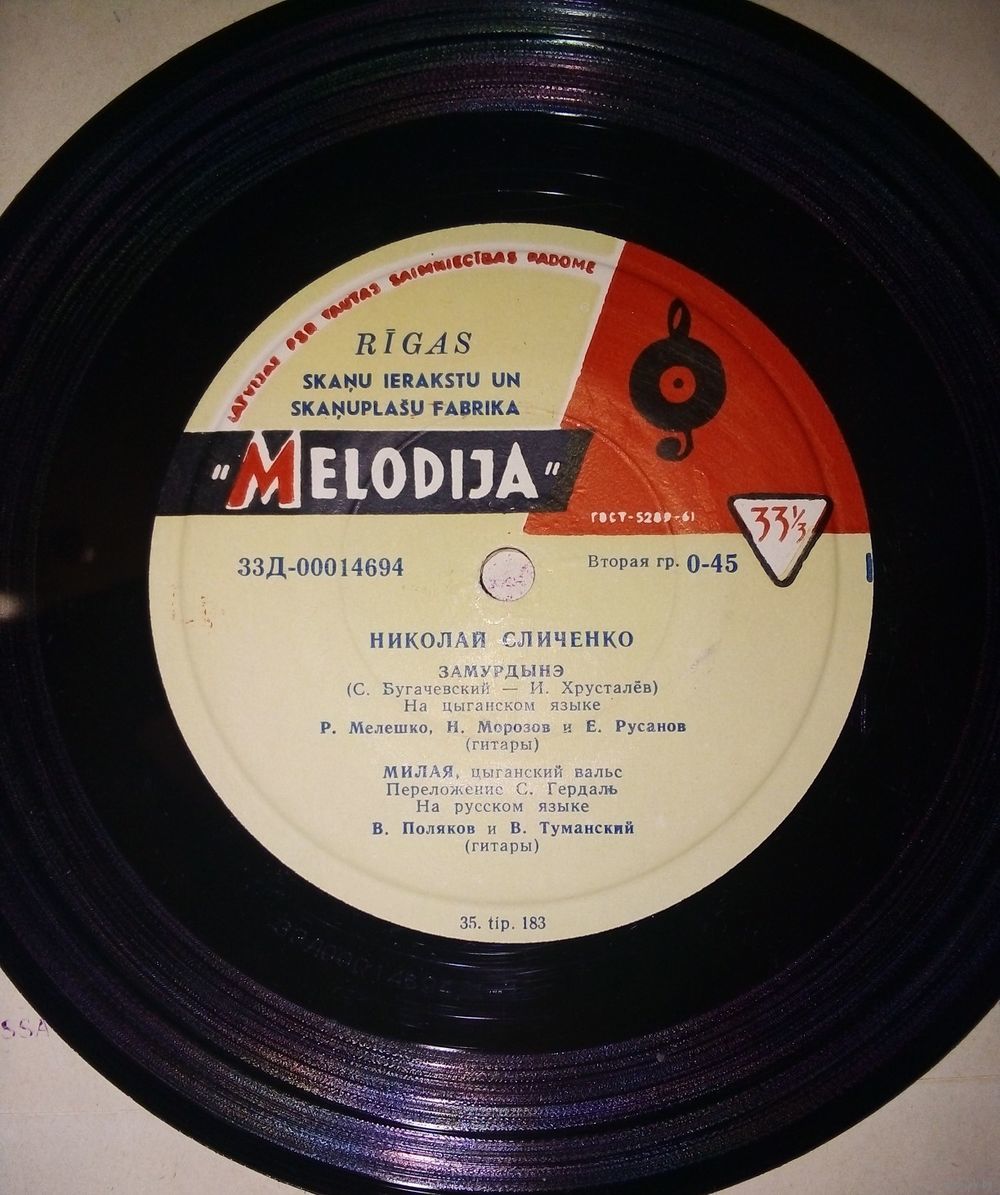 LATVIJAS PSR TAUTAS SAIMNIECĪBAS PADOME
RĪGAS
SKAŅU IERAKSTU UN
SKAŅUPLAŠU FABRIKA
"MELODIJA"
ГОСТ-5289-61
33⅓
33Д-00014694
Вторая гр. 0-45
НИКОЛАЙ СЛИЧЕНКО
ЗАМУРДЫНЭ
(С. Бугачевский — И. Хрусталёв)
На цыганском языке
Р. Мелешко, Н. Морозов и Е. Русанов
(гитары)
МИЛАЯ, цыганский вальс
Переложение С. Гердаль
На русском языке
В. Поляков и В. Туманский
(гитары)
35. tip. 183